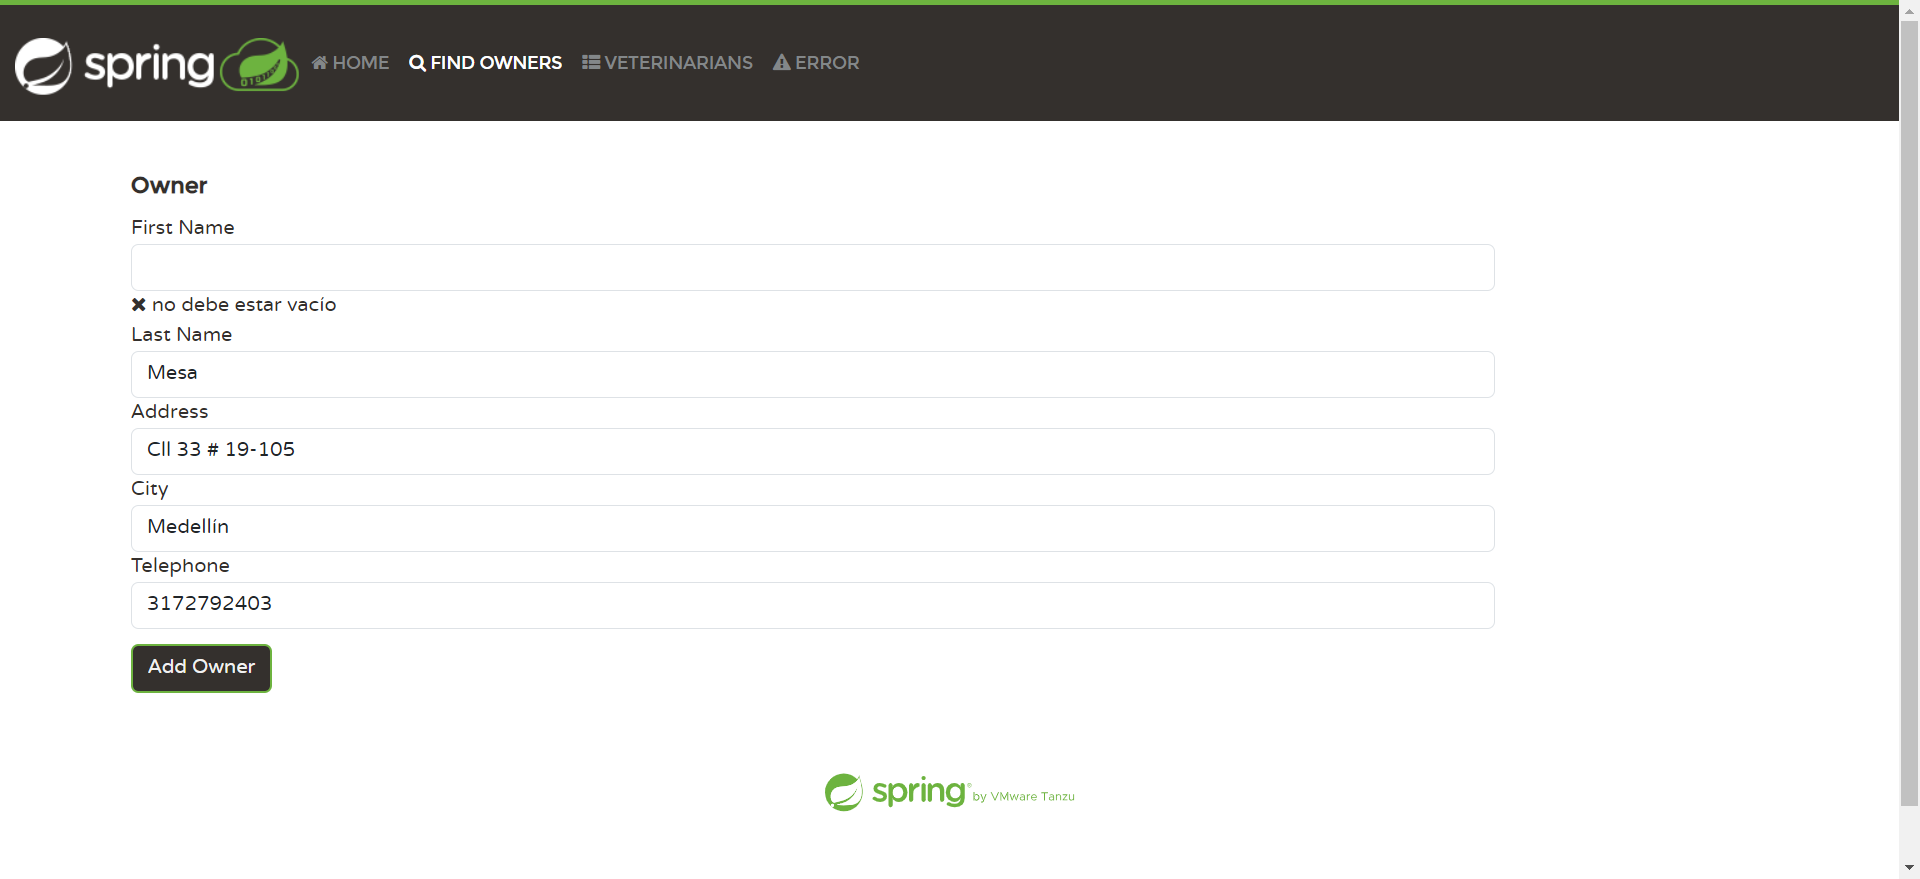 spring HOME FIND OWNERS VETERINARIANS ERROR
Owner
First Name
no debe estar vacío
Last Name
Mesa
Address
Cll 33 # 19-105
City
Medellín
Telephone
3172792403
Add Owner
spring® by VMware Tanzu